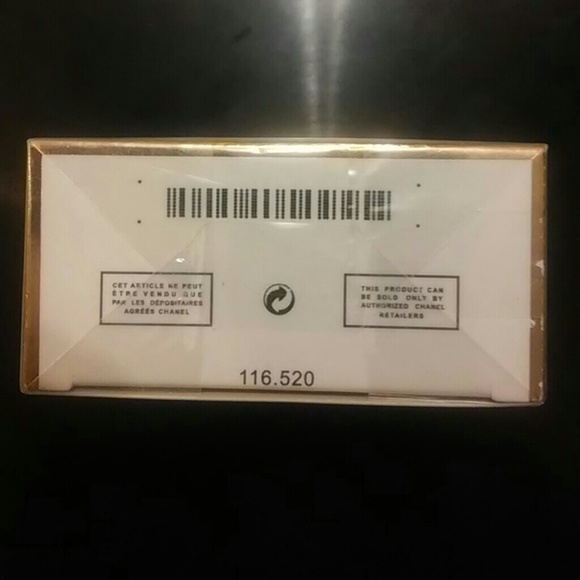 CET ARTICLE NE PEUT
ÊTRE VENDU QUE
PAR LES DÉPOSITAIRES
AGRÉÉS CHANEL
THIS PRODUCT CAN
BE SOLD ONLY BY
AUTHORIZED CHANEL
RETAILERS
116.520